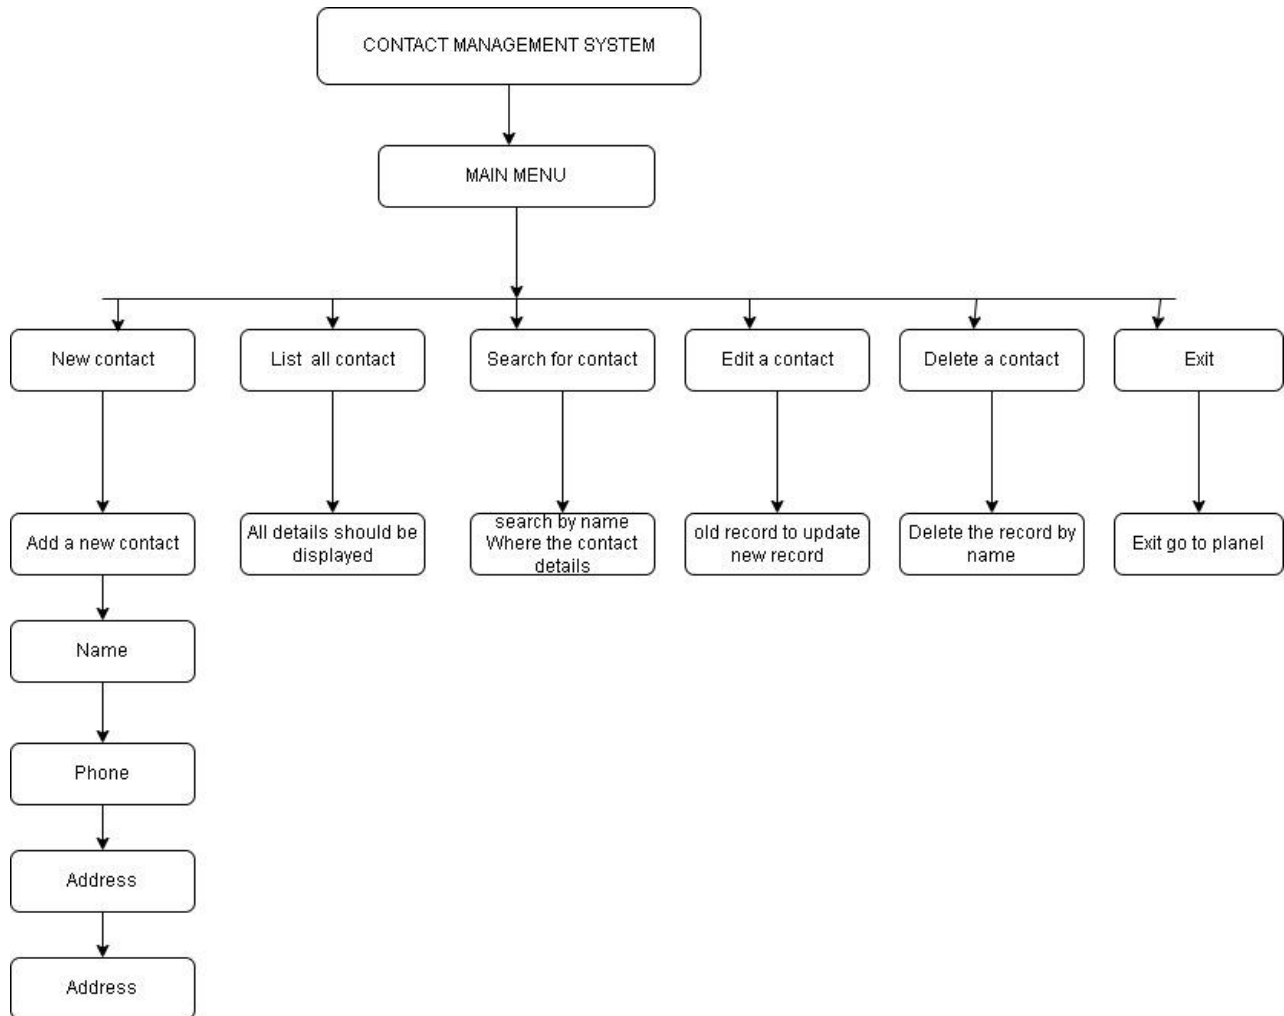 CONTACT MANAGEMENT SYSTEM
MAIN MENU
New contact
List all contact
Search for contact
Edit a contact
Delete a contact
Exit
Add a new contact
All details should be
displayed
search by name
Where the contact
details
old record to update
new record
Delete the record by
name
Exit go to planel
Name
Phone
Address
Address